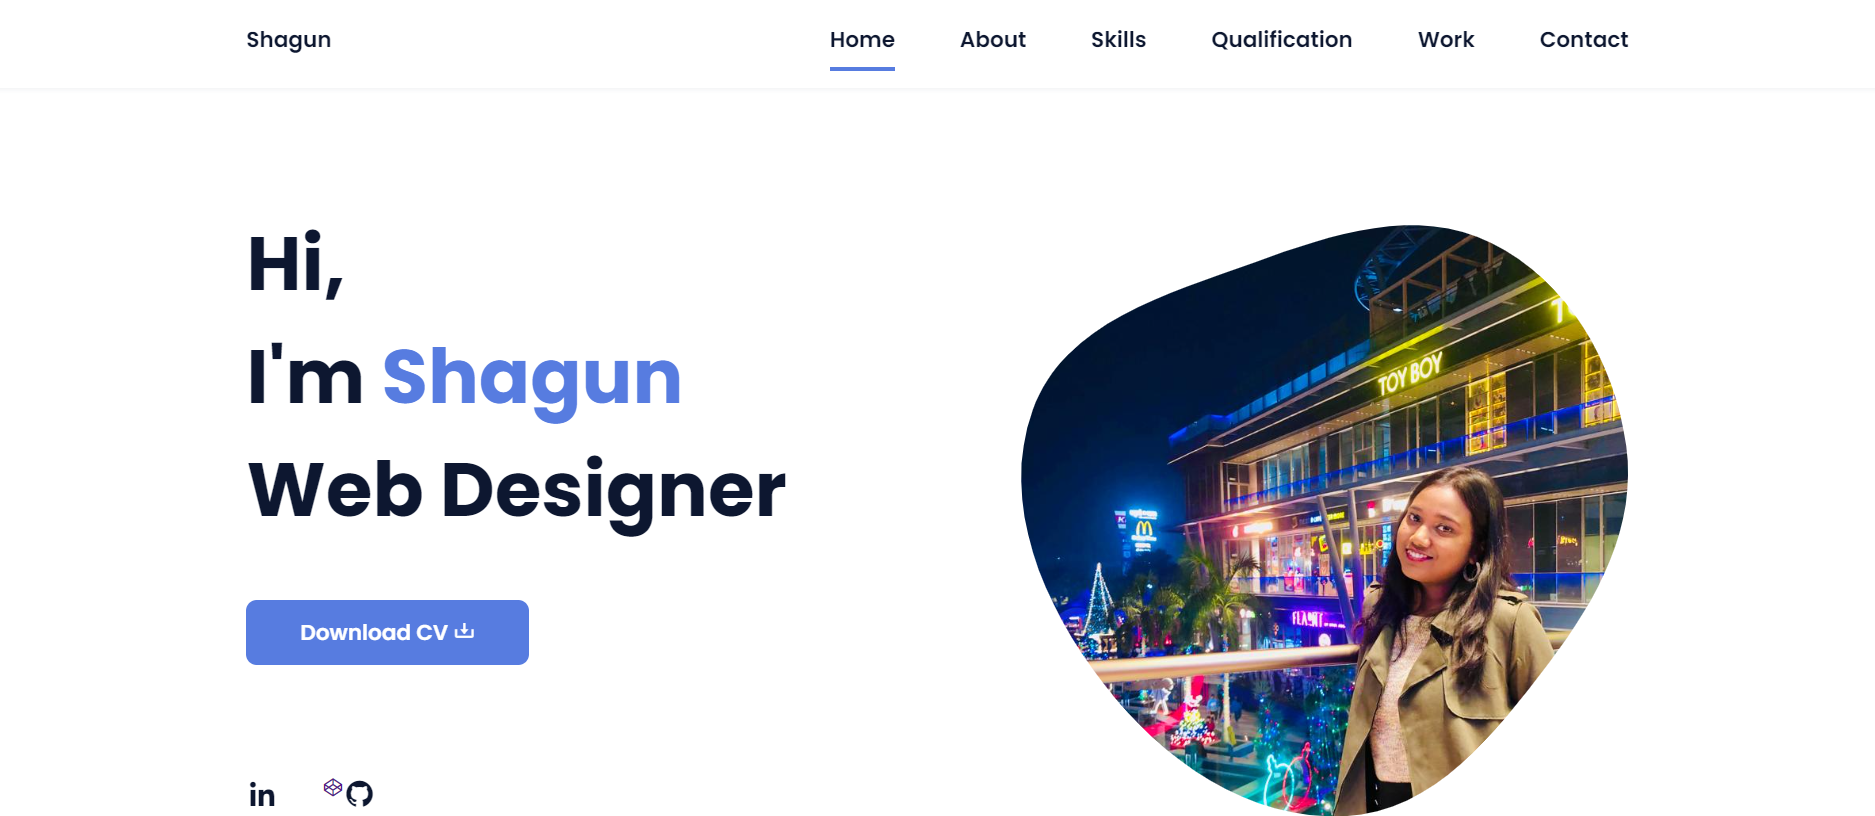 Shagun
Home About Skills Qualification Work Contact
Hi,
I'm Shagun
Web Designer
Download CV
in
TOY BOY